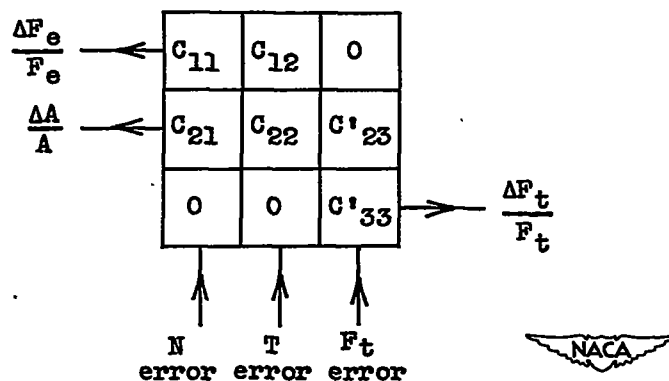 ΔFe
Fe
C11 C12 0
ΔA
A
C21 C22 C'23
0 0 C'33
ΔFt
Ft
N error
T error
Ft error
NACA